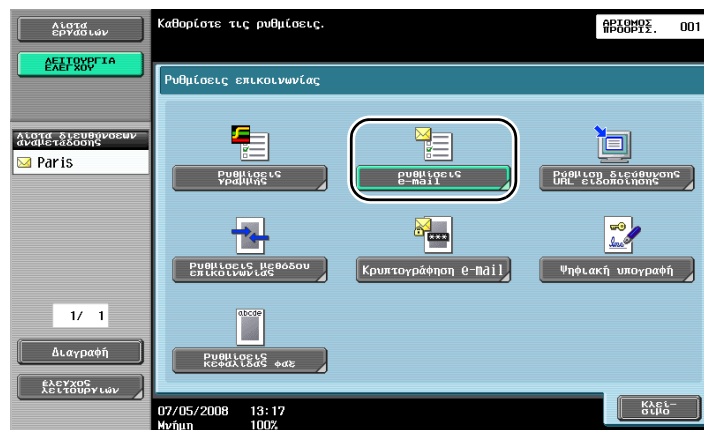 Λίστα
εργασιών
Καθορίστε τις ρυθμίσεις.
ΑΡΙΘΜΟΣ
ΠΡΟΟΡΙΣ.
001
ΛΕΙΤΟΥΡΓΙΑ
ΕΛΕΓΧΟΥ
Ρυθμίσεις επικοινωνίας
Λίστα διευθύνσεων
αναμετάδοσης
Paris
Ρυθμίσεις
γραμμής
ρυθμίσεις
e-mail
Ρύθμιση διεύθυνσης
URL ειδοποίησης
Ρυθμίσεις μεθόδου
επικοινωνίας
Κρυπτογράφηση e-mail
Ψηφιακή υπογραφή
abcde
Ρυθμίσεις
κεφαλίδας φαξ
1/ 1
Διαγραφή
έλεγχος
λειτουργιών
07/05/2008 13:17
Μνήμη 100%
Κλεί-
σιμο